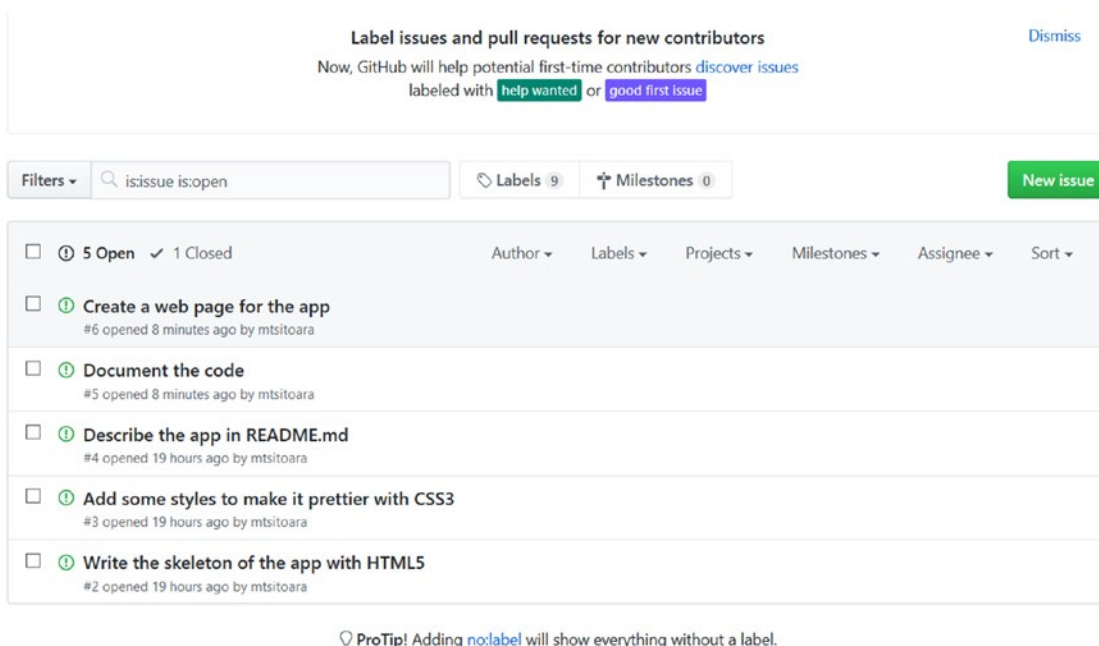 Label issues and pull requests for new contributors
Dismiss
Now, GitHub will help potential first-time contributors discover issues
labeled with help wanted or good first issue
Filters is:issue is:open Labels 9 Milestones 0 New issue
5 Open 1 Closed Author Labels Projects Milestones Assignee Sort
Create a web page for the app
#6 opened 8 minutes ago by mtsitoara
Document the code
#5 opened 8 minutes ago by mtsitoara
Describe the app in README.md
#4 opened 19 hours ago by mtsitoara
Add some styles to make it prettier with CSS3
#3 opened 19 hours ago by mtsitoara
Write the skeleton of the app with HTML5
#2 opened 19 hours ago by mtsitoara
ProTip! Adding no:label will show everything without a label.